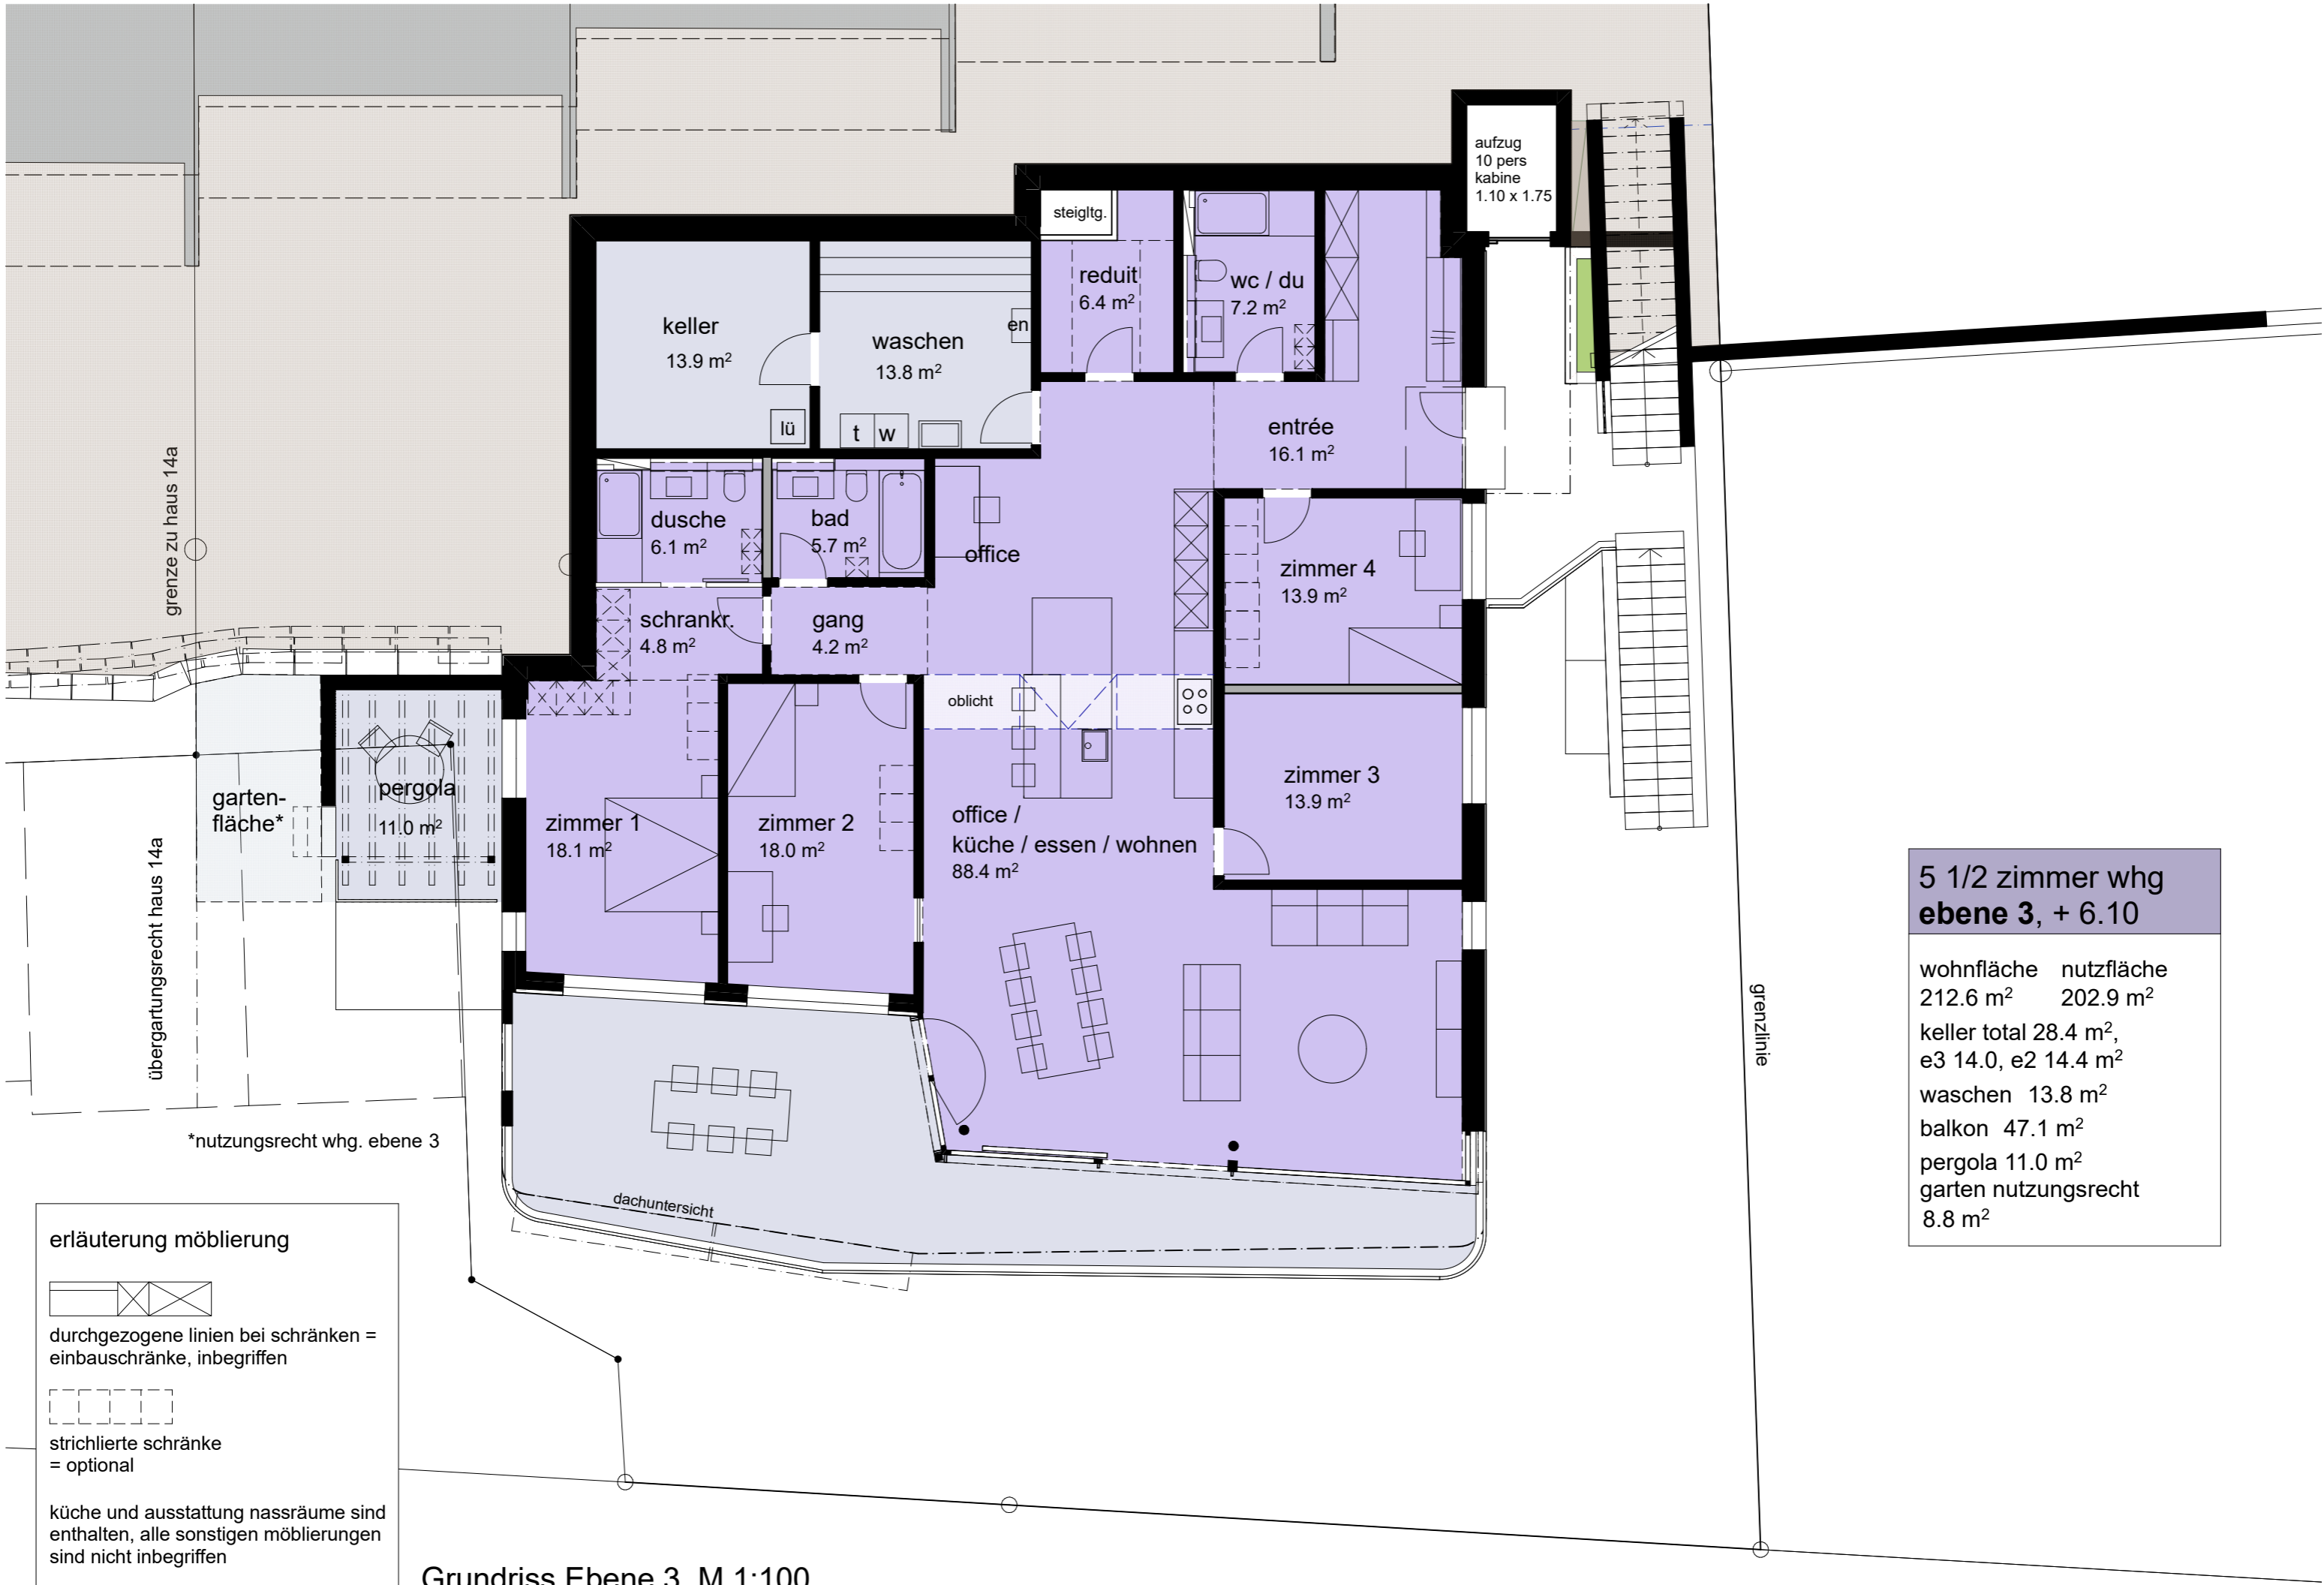 aufzug
10 pers
kabine
1.10 x 1.75
steigltg.
reduit
6.4 m²
wc / du
7.2 m²
keller
13.9 m²
waschen
13.8 m²
en
lü
t w
entrée
16.1 m²
grenze zu haus 14a
dusche
6.1 m²
bad
5.7 m²
office
zimmer 4
13.9 m²
schrankr.
4.8 m²
gang
4.2 m²
oblicht
garten-
fläche*
pergola
11.0 m²
zimmer 1
18.1 m²
zimmer 2
18.0 m²
office /
küche / essen / wohnen
88.4 m²
zimmer 3
13.9 m²
übergartungsrecht haus 14a
5 1/2 zimmer whg
ebene 3, + 6.10
wohnfläche nutzfläche
212.6 m² 202.9 m²
keller total 28.4 m²,
e3 14.0, e2 14.4 m²
waschen 13.8 m²
balkon 47.1 m²
pergola 11.0 m²
garten nutzungsrecht
8.8 m²
grenzlinie
*nutzungsrecht whg. ebene 3
dachuntersicht
erläuterung möblierung
durchgezogene linien bei schränken =
einbauschränke, inbegriffen
strichlierte schränke
= optional
küche und ausstattung nassräume sind
enthalten, alle sonstigen möblierungen
sind nicht inbegriffen
Grundriss Ebene 3 M 1:100